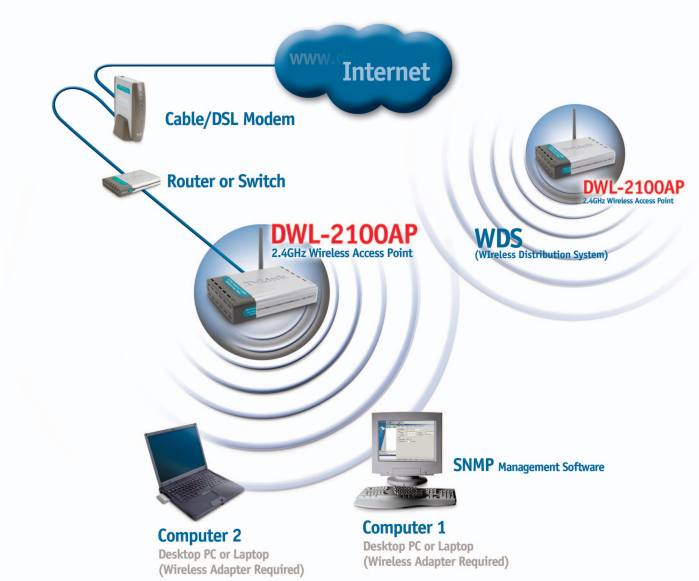 www.d
Internet
Cable/DSL Modem
Router or Switch
DWL-2100AP
2.4GHz Wireless Access Point
DWL-2100AP
2.4GHz Wireless Access Point
WDS
(WIreless Distribution System)
D-Link
SNMP Management Software
Computer 2
Desktop PC or Laptop
(Wireless Adapter Required)
Computer 1
Desktop PC or Laptop
(Wireless Adapter Required)